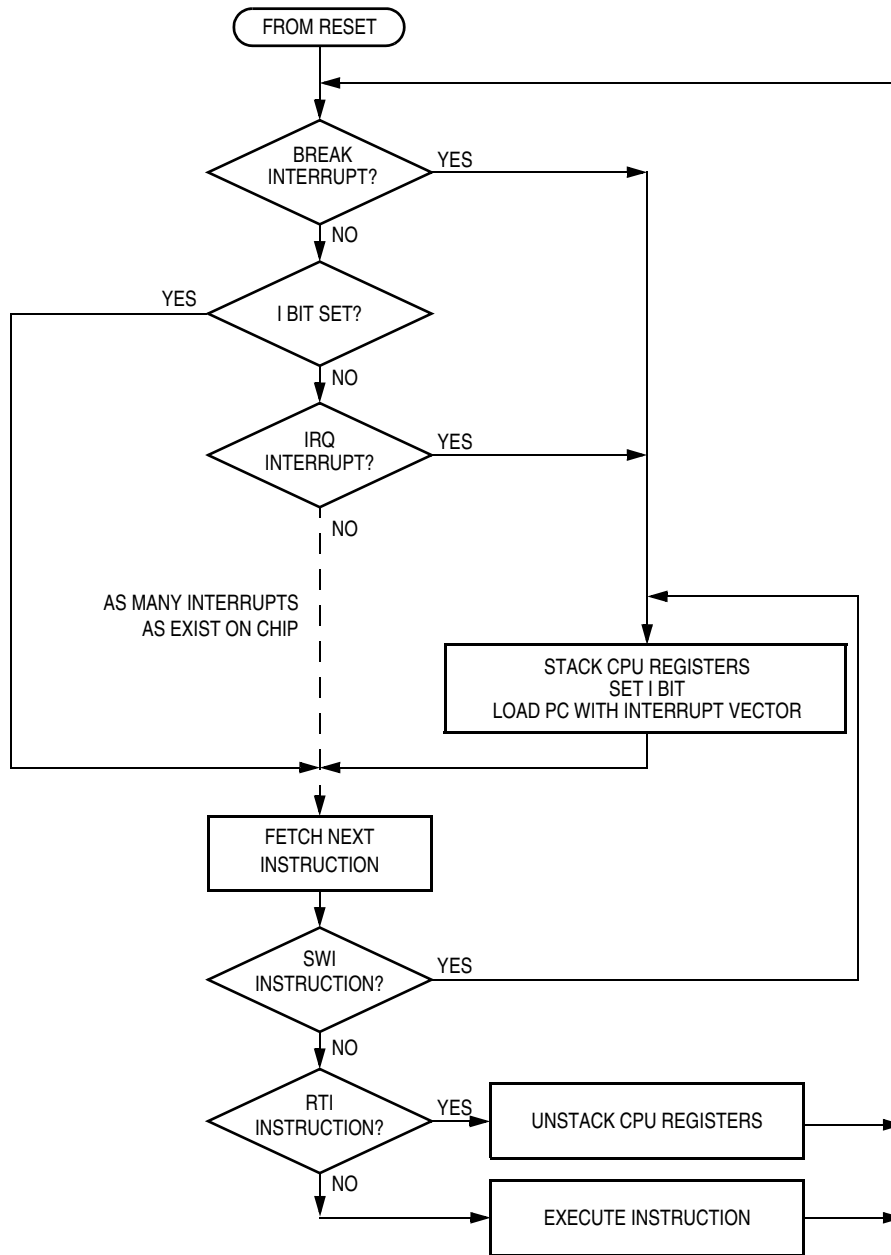 FROM RESET
BREAK
INTERRUPT?
YES
NO
YES
I BIT SET?
NO
IRQ
INTERRUPT?
YES
NO
AS MANY INTERRUPTS
AS EXIST ON CHIP
STACK CPU REGISTERS
SET I BIT
LOAD PC WITH INTERRUPT VECTOR
FETCH NEXT
INSTRUCTION
SWI
INSTRUCTION?
YES
NO
RTI
INSTRUCTION?
YES
UNSTACK CPU REGISTERS
NO
EXECUTE INSTRUCTION